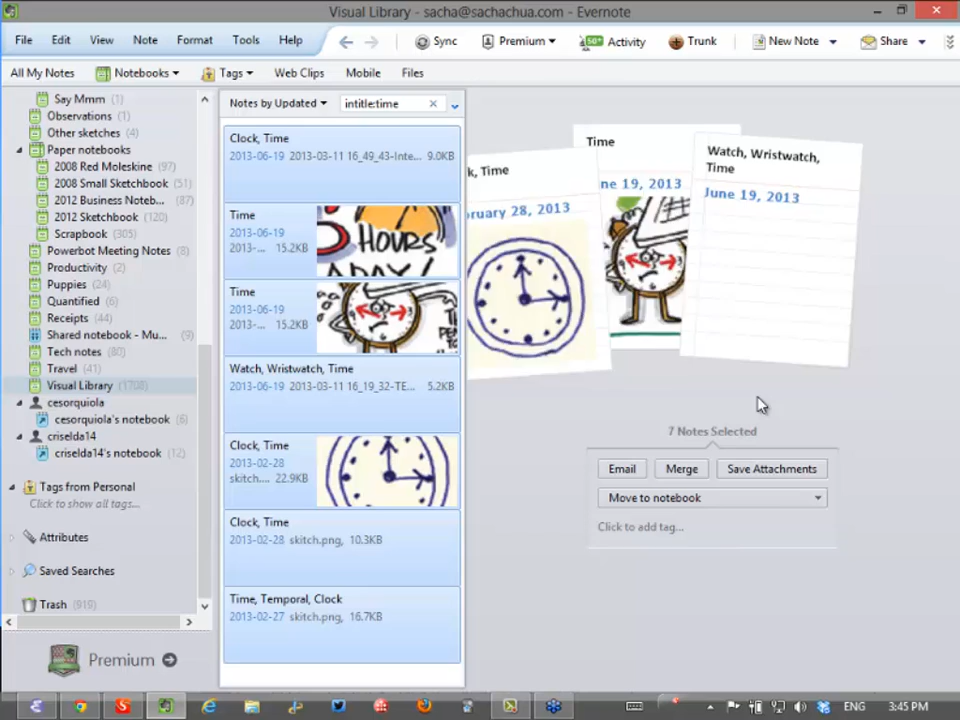 Visual Library - sacha@sachachua.com - Evernote
File Edit View Note Format Tools Help
Sync Premium Activity Trunk New Note Share
50+
All My Notes Notebooks Tags Web Clips Mobile Files
Say Mmm (1)
Observations (1)
Other sketches (4)
Paper notebooks
2008 Red Moleskine (97)
2008 Small Sketchbook (51)
2012 Business Noteb... (87)
2012 Sketchbook (120)
Scrapbook (305)
Powerbot Meeting Notes (8)
Productivity (2)
Puppies (24)
Quantified (6)
Receipts (44)
Shared notebook - Mu... (9)
Tech notes (80)
Travel (41)
Visual Library (1708)
cesorquiola
cesorquiola's notebook (6)
criselda14
criselda14's notebook (12)
Tags from Personal
Click to show all tags...
Attributes
Saved Searches
Trash (919)
Premium
Notes by Updated intitle:time
Clock, Time
2013-06-19 2013-03-11 16_49_43-Inte... 9.0KB
Time
2013-06-19
2013-... 15.2KB
HOURS
A DAY!
Time
2013-06-19
2013-... 15.2KB
Watch, Wristwatch, Time
2013-06-19 2013-03-11 16_19_32-TE... 5.2KB
Clock, Time
2013-02-28
skitch.... 22.9KB
Clock, Time
2013-02-28 skitch.png, 10.3KB
Time, Temporal, Clock
2013-02-27 skitch.png, 16.7KB
k, Time
ruary 28, 2013
Time
ne 19, 2013
Watch, Wristwatch,
Time
June 19, 2013
7 Notes Selected
Email Merge Save Attachments
Move to notebook
Click to add tag...
ENG 3:45 PM